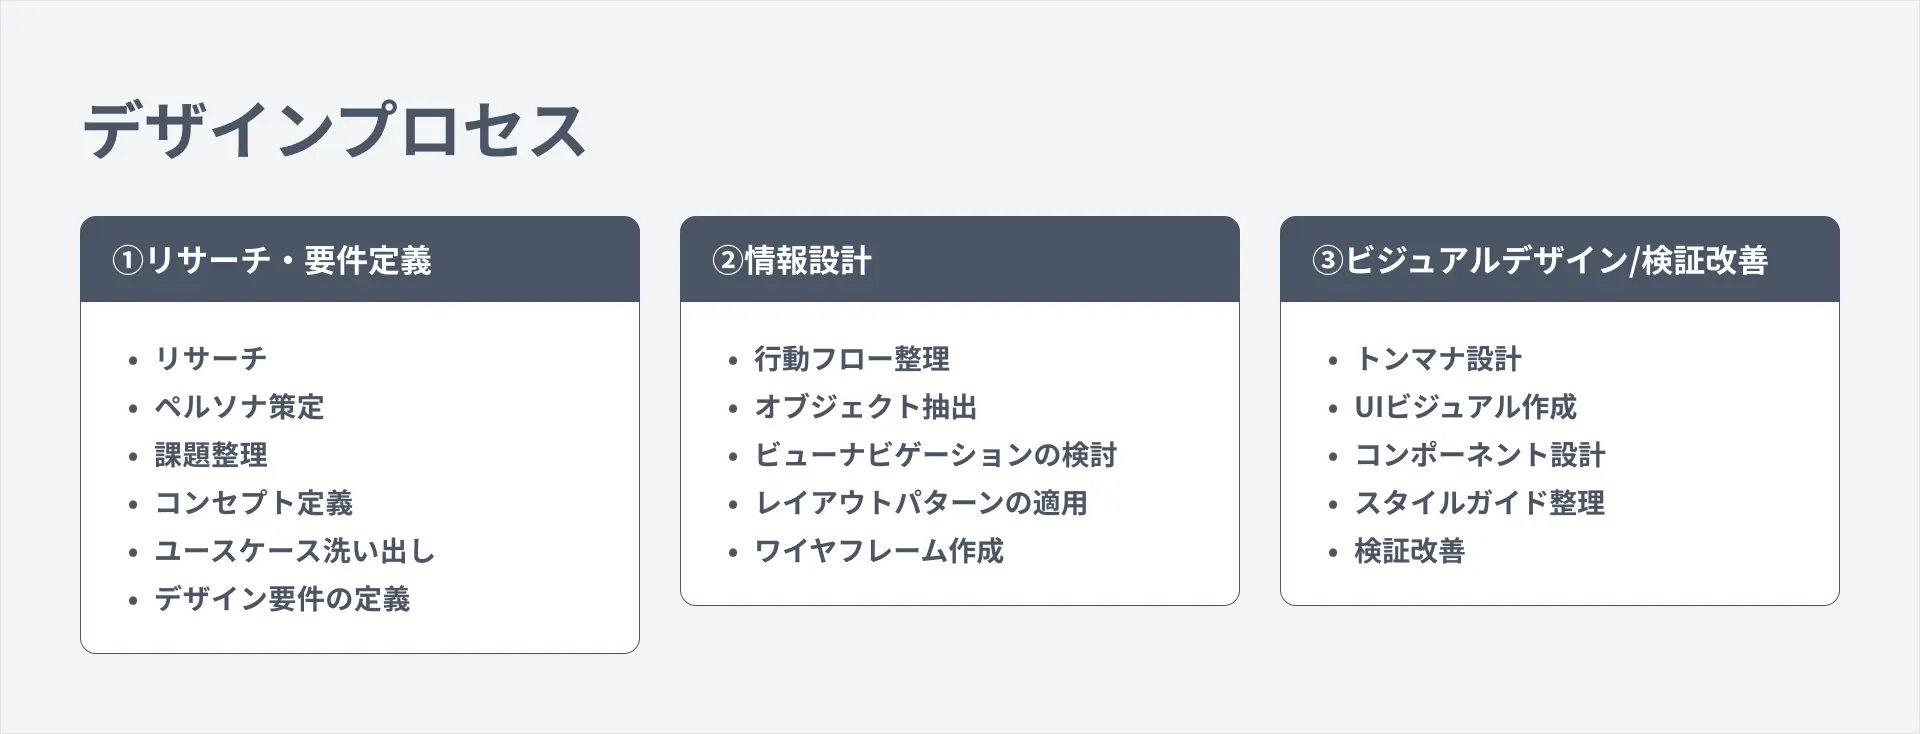 デザインプロセス
①リサーチ・要件定義
・リサーチ
・ペルソナ策定
・課題整理
・コンセプト定義
・ユースケース洗い出し
・デザイン要件の定義
②情報設計
・行動フロー整理
・オブジェクト抽出
・ビューナビゲーションの検討
・レイアウトパターンの適用
・ワイヤフレーム作成
③ビジュアルデザイン/検証改善
・トンマナ設計
・UIビジュアル作成
・コンポーネント設計
・スタイルガイド整理
・検証改善